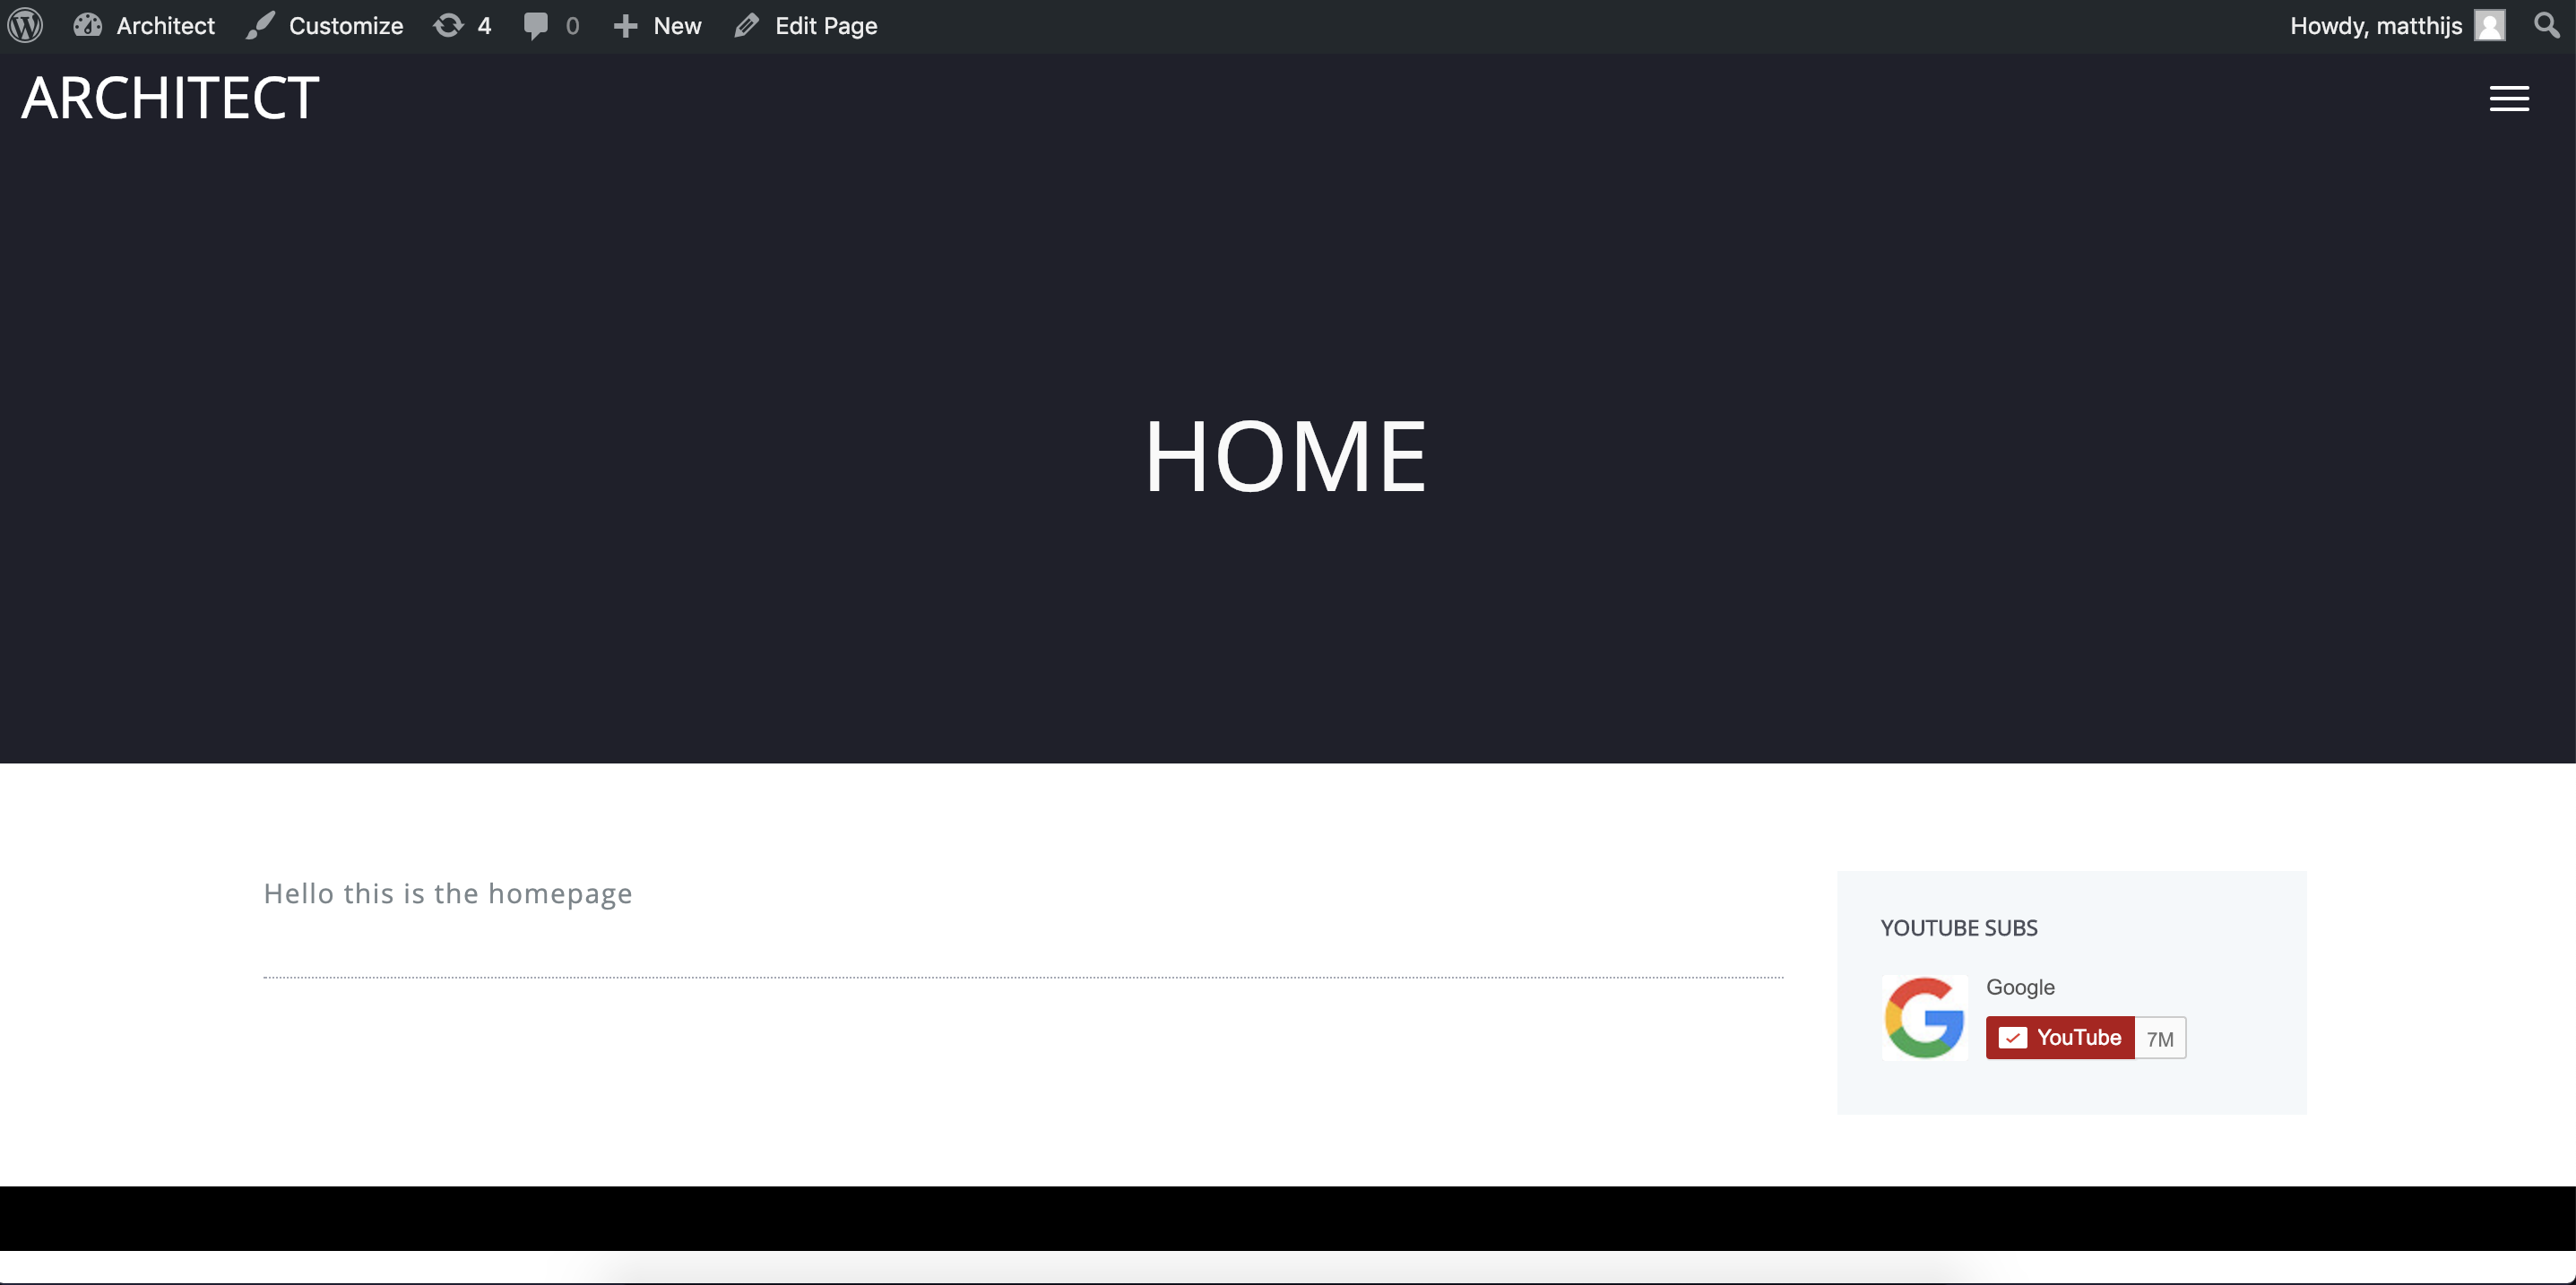 Architect Customize 4 0 New Edit Page Howdy, matthijs
ARCHITECT
HOME
Hello this is the homepage
YOUTUBE SUBS
Google
YouTube 7M